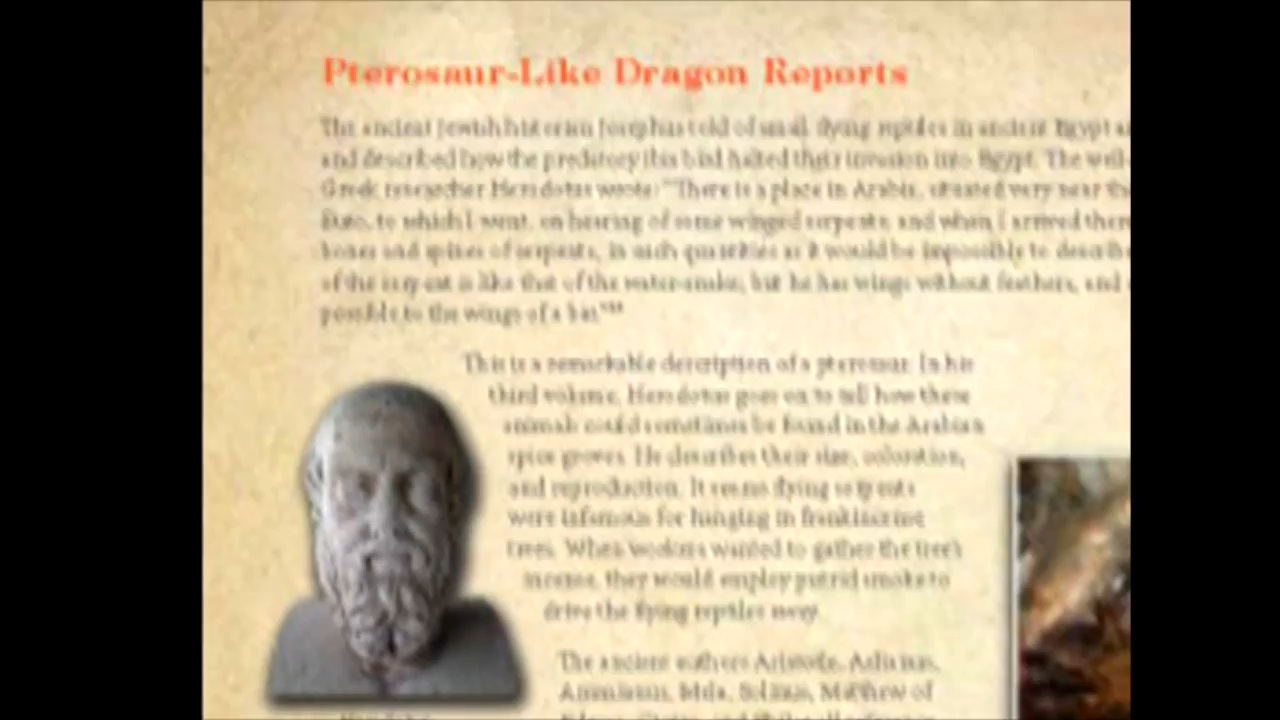 Pterosaur-Like Dragon Reports
The ancient Jewish historian Josephus told of small flying reptiles in ancient Egypt
and described how the predatory ibis bird halted their invasion into Egypt. The well-
Greek researcher Herodotus wrote: "There is a place in Arabia, situated very near the
to which I went, on hearing of some winged serpents; and when I arrived there
bones and spines of serpents, in such quantities as it would be impossible to describe
of the serpent is like that of the water-snake; but he has wings without feathers, and
possible to the wings of a bat."
This is a remarkable description of a pterosaur. In his
third volume, Herodotus goes on to tell how these
animals could sometimes be found in the Arabian
spice groves. He describes their size, coloration,
and reproduction. It seems flying serpents
were infamous for hanging in frankincense
trees. When workers wanted to gather the tree's
incense, they would employ putrid smoke to
drive the flying reptiles away.
The ancient authors Aristotle,
Mela, Solinus, Matthew of